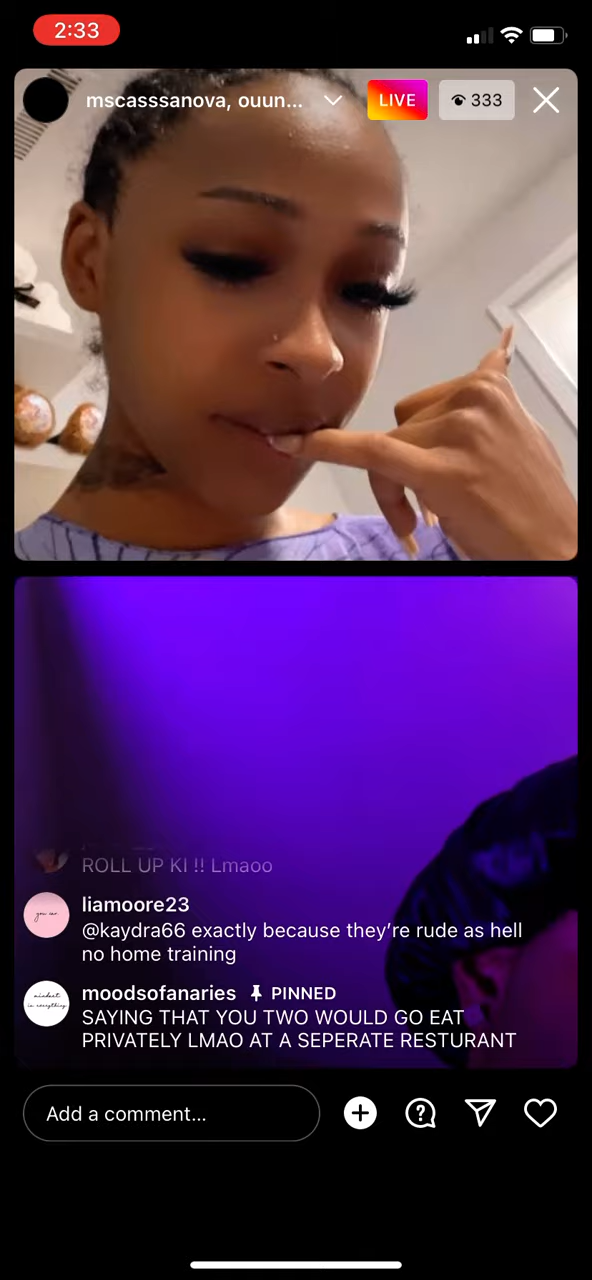 2:33
mscasssanova, ouun...
LIVE
333
ROLL UP KI !! Lmaoo
liamoore23
@kaydra66 exactly because they're rude as hell
no home training
moodsofanaries PINNED
SAYING THAT YOU TWO WOULD GO EAT
PRIVATELY LMAO AT A SEPERATE RESTURANT
Add a comment...